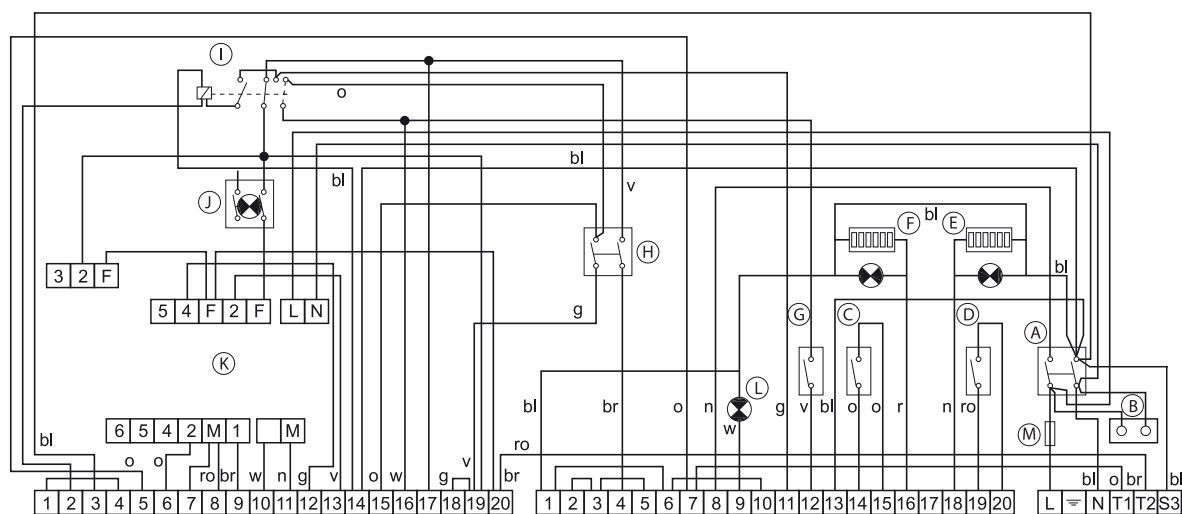 I
o
bl
v
J
bl
F
E
H
bl
3 2 F
5 4 F 2 F L N
g
G C D A
K
L
B
bl br o n g v bl o o r n ro
M
w
6 5 4 2 M 1 M
bl o o ro br w n g v o w g v ro br
bl o br bl
1 2 3 4 5 6 7 8 9 10 11 12 13 14 15 16 17 18 19 20 1 2 3 4 5 6 7 8 9 10 11 12 13 14 15 16 17 18 19 20 L ⏚ N T1 T2 S3